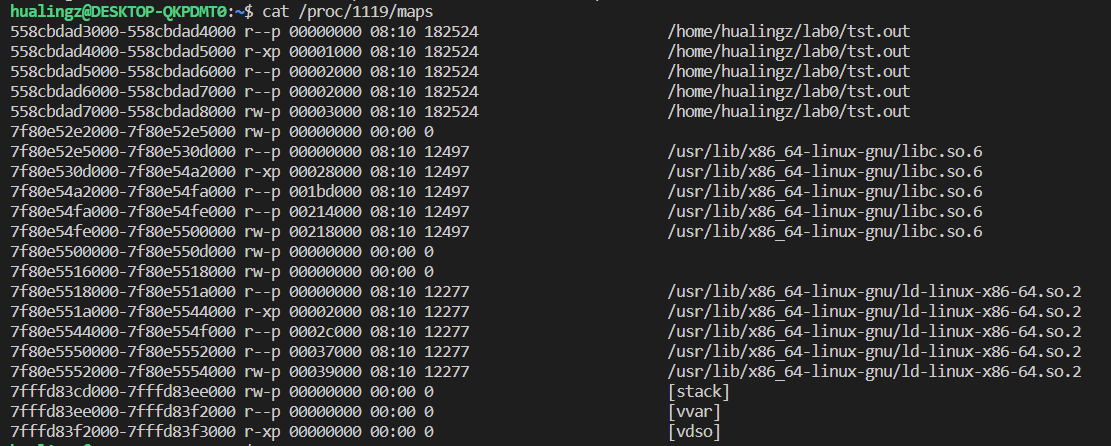 hualingz@DESKTOP-QKPDMT0:~$ cat /proc/1119/maps
558cbdad3000-558cbdad4000 r--p 00000000 08:10 182524 /home/hualingz/lab0/tst.out
558cbdad4000-558cbdad5000 r-xp 00001000 08:10 182524 /home/hualingz/lab0/tst.out
558cbdad5000-558cbdad6000 r--p 00002000 08:10 182524 /home/hualingz/lab0/tst.out
558cbdad6000-558cbdad7000 r--p 00002000 08:10 182524 /home/hualingz/lab0/tst.out
558cbdad7000-558cbdad8000 rw-p 00003000 08:10 182524 /home/hualingz/lab0/tst.out
7f80e52e2000-7f80e52e5000 rw-p 00000000 00:00 0
7f80e52e5000-7f80e530d000 r--p 00000000 08:10 12497 /usr/lib/x86_64-linux-gnu/libc.so.6
7f80e530d000-7f80e54a2000 r-xp 00028000 08:10 12497 /usr/lib/x86_64-linux-gnu/libc.so.6
7f80e54a2000-7f80e54fa000 r--p 001bd000 08:10 12497 /usr/lib/x86_64-linux-gnu/libc.so.6
7f80e54fa000-7f80e54fe000 r--p 00214000 08:10 12497 /usr/lib/x86_64-linux-gnu/libc.so.6
7f80e54fe000-7f80e5500000 rw-p 00218000 08:10 12497 /usr/lib/x86_64-linux-gnu/libc.so.6
7f80e5500000-7f80e550d000 rw-p 00000000 00:00 0
7f80e5516000-7f80e5518000 rw-p 00000000 00:00 0
7f80e5518000-7f80e551a000 r--p 00000000 08:10 12277 /usr/lib/x86_64-linux-gnu/ld-linux-x86-64.so.2
7f80e551a000-7f80e5544000 r-xp 00002000 08:10 12277 /usr/lib/x86_64-linux-gnu/ld-linux-x86-64.so.2
7f80e5544000-7f80e554f000 r--p 0002c000 08:10 12277 /usr/lib/x86_64-linux-gnu/ld-linux-x86-64.so.2
7f80e5550000-7f80e5552000 r--p 00037000 08:10 12277 /usr/lib/x86_64-linux-gnu/ld-linux-x86-64.so.2
7f80e5552000-7f80e5554000 rw-p 00039000 08:10 12277 /usr/lib/x86_64-linux-gnu/ld-linux-x86-64.so.2
7fffd83cd000-7fffd83ee000 rw-p 00000000 00:00 0 [stack]
7fffd83ee000-7fffd83f2000 r--p 00000000 00:00 0 [vvar]
7fffd83f2000-7fffd83f3000 r-xp 00000000 00:00 0 [vdso]